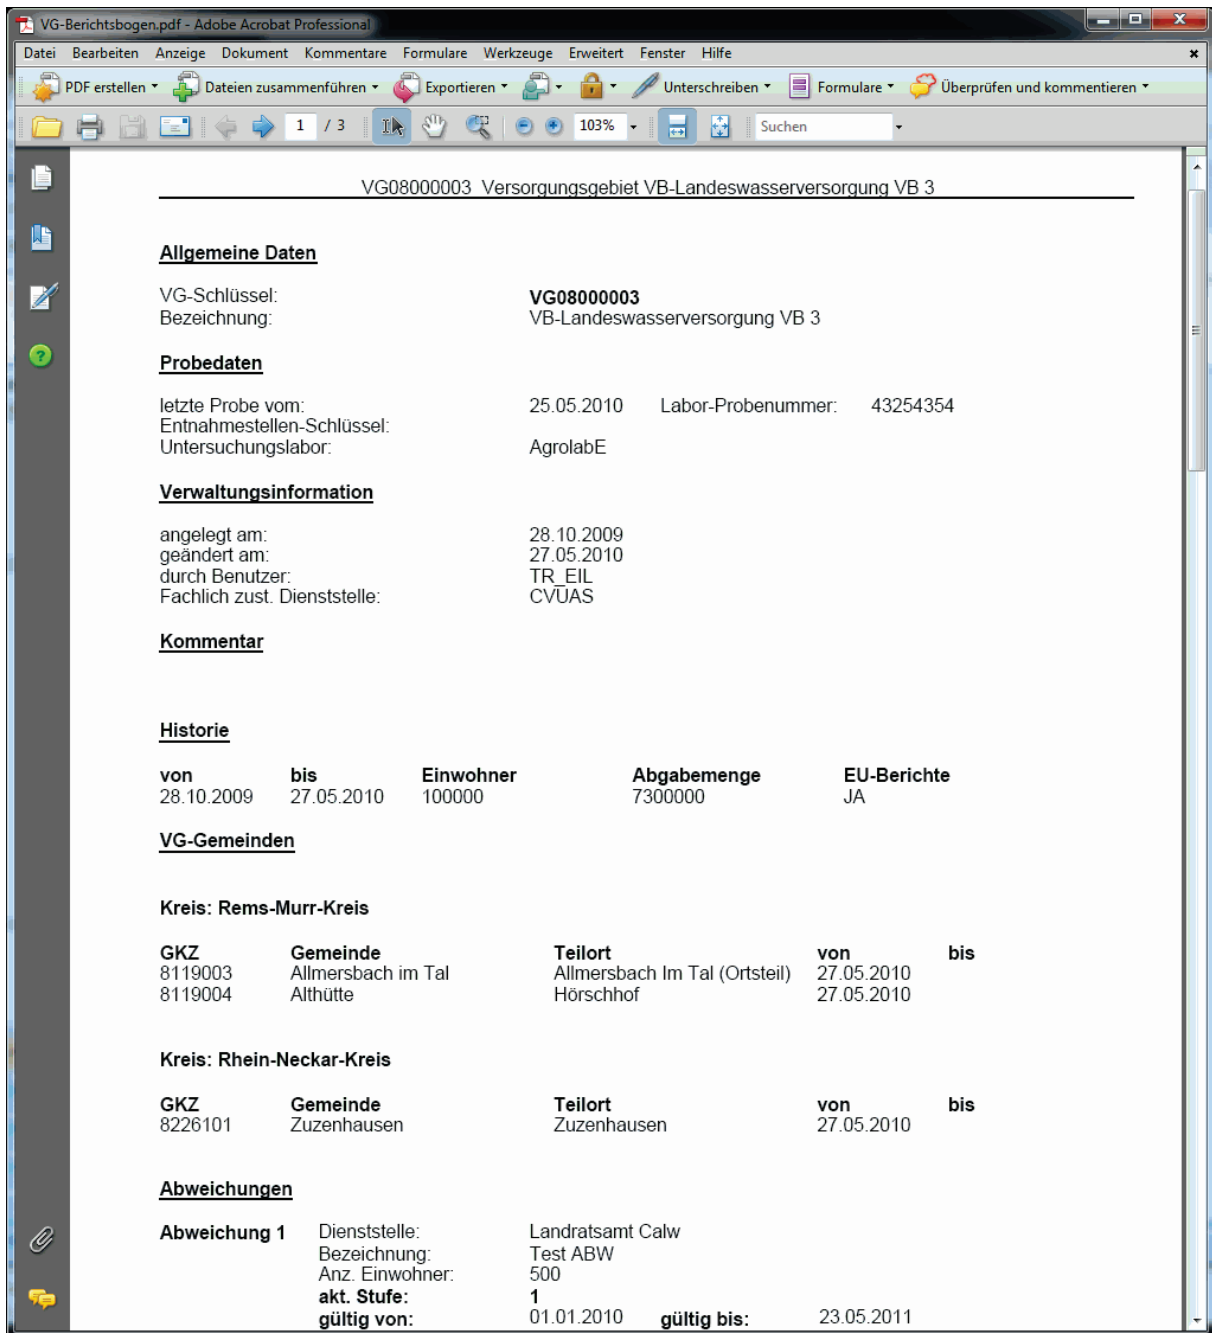 VG-Berichtsbogen.pdf - Adobe Acrobat Professional
Datei Bearbeiten Anzeige Dokument Kommentare Formulare Werkzeuge Erweitert Fenster Hilfe
PDF erstellen Dateien zusammenführen Exportieren Unterschreiben Formulare Überprüfen und kommentieren
1 / 3 103% Suchen
VG08000003 Versorgungsgebiet VB-Landeswasserversorgung VB 3
Allgemeine Daten
VG-Schlüssel: VG08000003
Bezeichnung: VB-Landeswasserversorgung VB 3
Probedaten
letzte Probe vom: 25.05.2010 Labor-Probenummer: 43254354
Entnahmestellen-Schlüssel:
Untersuchungslabor: AgrolabE
Verwaltungsinformation
angelegt am: 28.10.2009
geändert am: 27.05.2010
durch Benutzer: TR_EIL
Fachlich zust. Dienststelle: CVUAS
Kommentar
Historie
von bis Einwohner Abgabemenge EU-Berichte
28.10.2009 27.05.2010 100000 7300000 JA
VG-Gemeinden
Kreis: Rems-Murr-Kreis
GKZ Gemeinde Teilort von bis
8119003 Allmersbach im Tal Allmersbach Im Tal (Ortsteil) 27.05.2010
8119004 Althütte Hörschhof 27.05.2010
Kreis: Rhein-Neckar-Kreis
GKZ Gemeinde Teilort von bis
8226101 Zuzenhausen Zuzenhausen 27.05.2010
Abweichungen
Abweichung 1 Dienststelle: Landratsamt Calw
Bezeichnung: Test ABW
Anz. Einwohner: 500
akt. Stufe: 1
gültig von: 01.01.2010 gültig bis: 23.05.2011